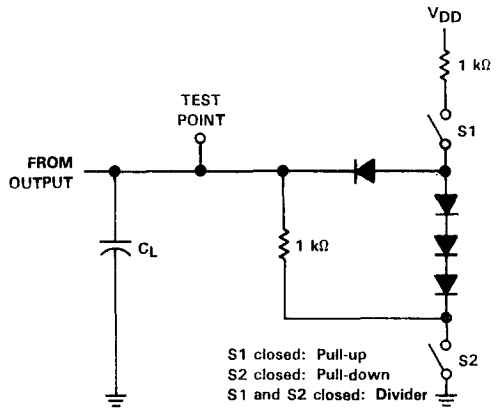 VDD
1 kΩ
S1
TEST
POINT
FROM
OUTPUT
CL
1 kΩ
S2
S1 closed: Pull-up
S2 closed: Pull-down
S1 and S2 closed: Divider